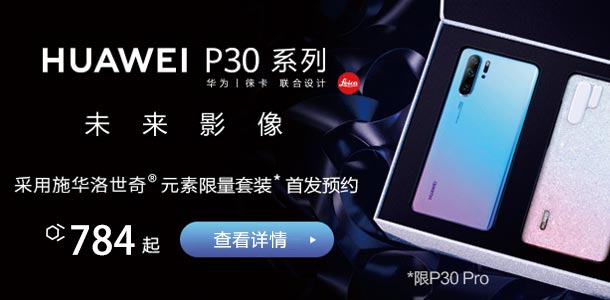 HUAWEI P30 系列
华为 | 徕卡 联合设计
Leica
未来影像
采用施华洛世奇® 元素限量套装* 首发预约
784 起
查看详情
HUAWEI
*限P30 Pro